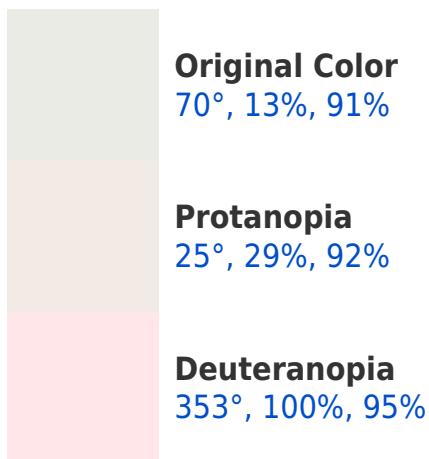 Original Color
70°, 13%, 91%
Protanopia
25°, 29%, 92%
Deuteranopia
353°, 100%, 95%